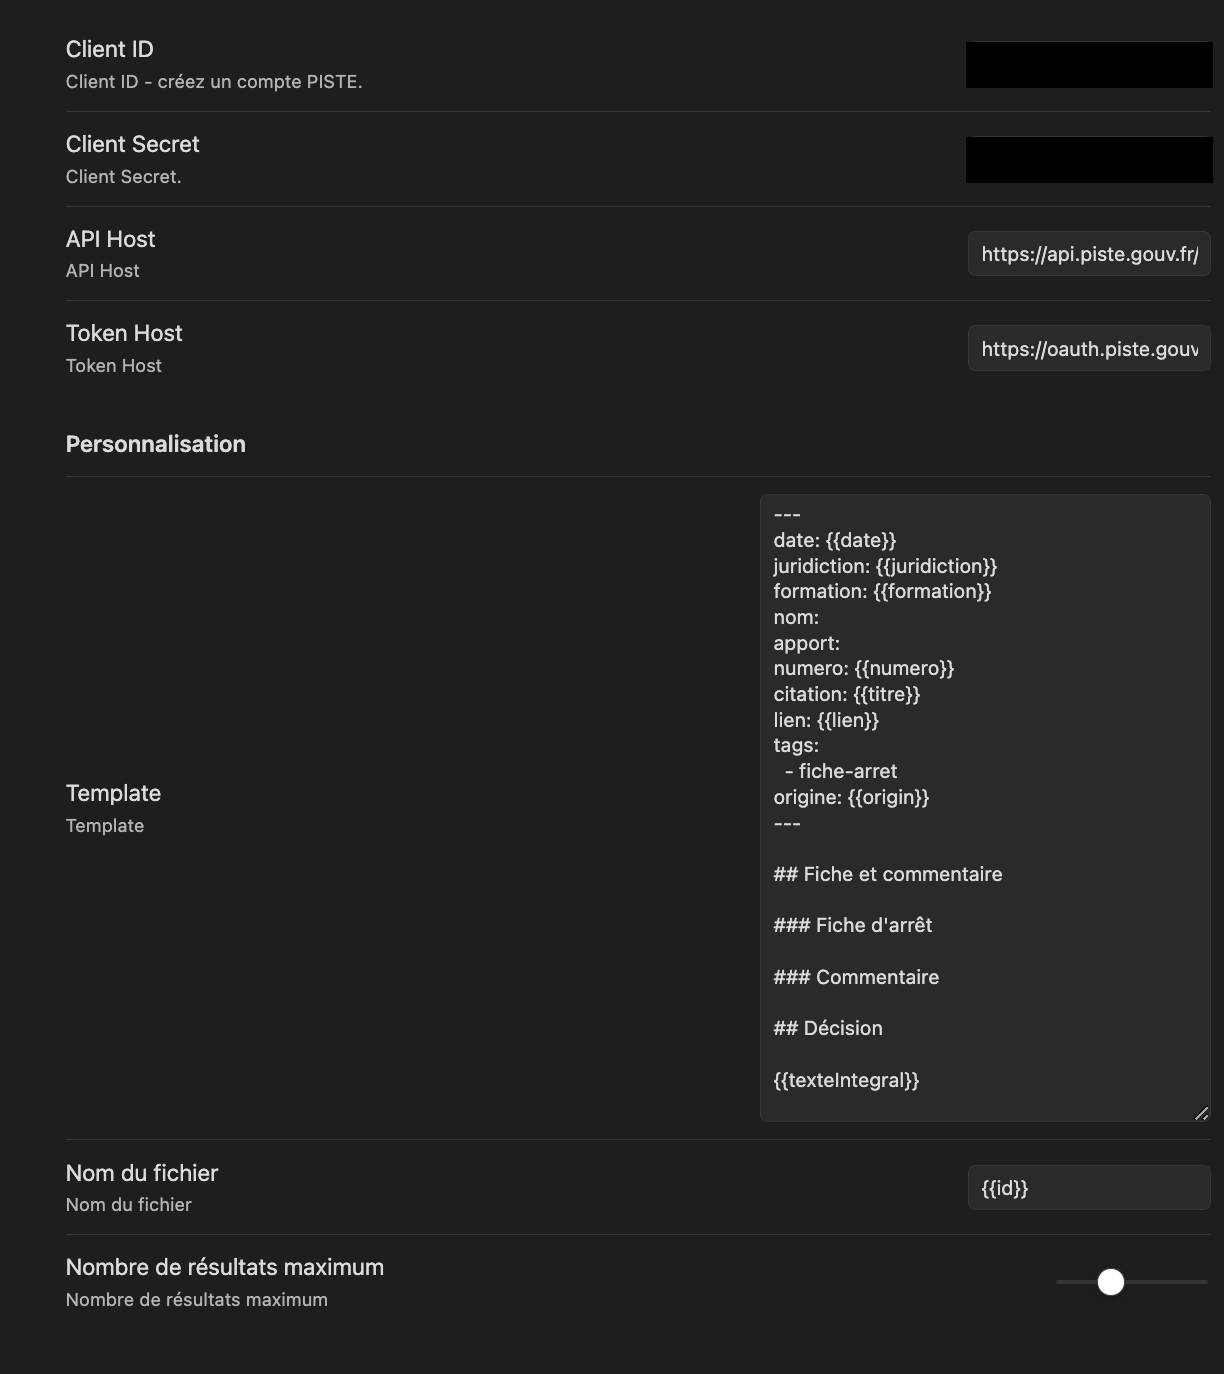 Client ID
Client ID - créez un compte PISTE.
Client Secret
Client Secret.
API Host
API Host
https://api.piste.gouv.fr/
Token Host
Token Host
https://oauth.piste.gouv
Personnalisation
Template
Template
---
date: {{date}}
juridiction: {{juridiction}}
formation: {{formation}}
nom:
apport:
numero: {{numero}}
citation: {{titre}}
lien: {{lien}}
tags:
  - fiche-arret
origine: {{origin}}
---
## Fiche et commentaire
### Fiche d'arrêt
### Commentaire
## Décision
{{texteIntegral}}
Nom du fichier
Nom du fichier
{{id}}
Nombre de résultats maximum
Nombre de résultats maximum